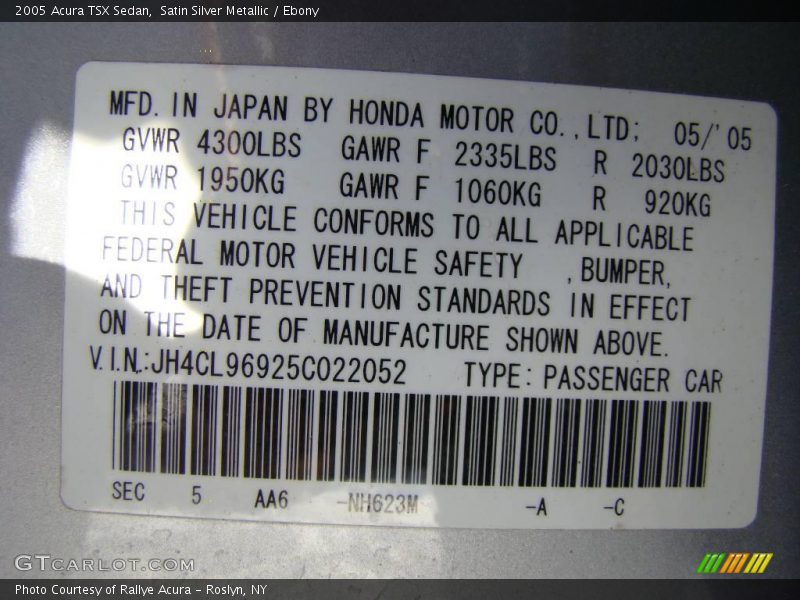 2005 Acura TSX Sedan, Satin Silver Metallic / Ebony
MFD. IN JAPAN BY HONDA MOTOR CO.,LTD; 05/'05
GVWR 4300LBS GAWR F 2335LBS R 2030LBS
GVWR 1950KG GAWR F 1060KG R 920KG
THIS VEHICLE CONFORMS TO ALL APPLICABLE
FEDERAL MOTOR VEHICLE SAFETY ,BUMPER,
AND THEFT PREVENTION STANDARDS IN EFFECT
ON THE DATE OF MANUFACTURE SHOWN ABOVE.
V.I.N.:JH4CL96925C022052 TYPE: PASSENGER CAR
SEC 5 AA6 -NH623M -A -C
GTCARLOT.COM
Photo Courtesy of Rallye Acura - Roslyn, NY